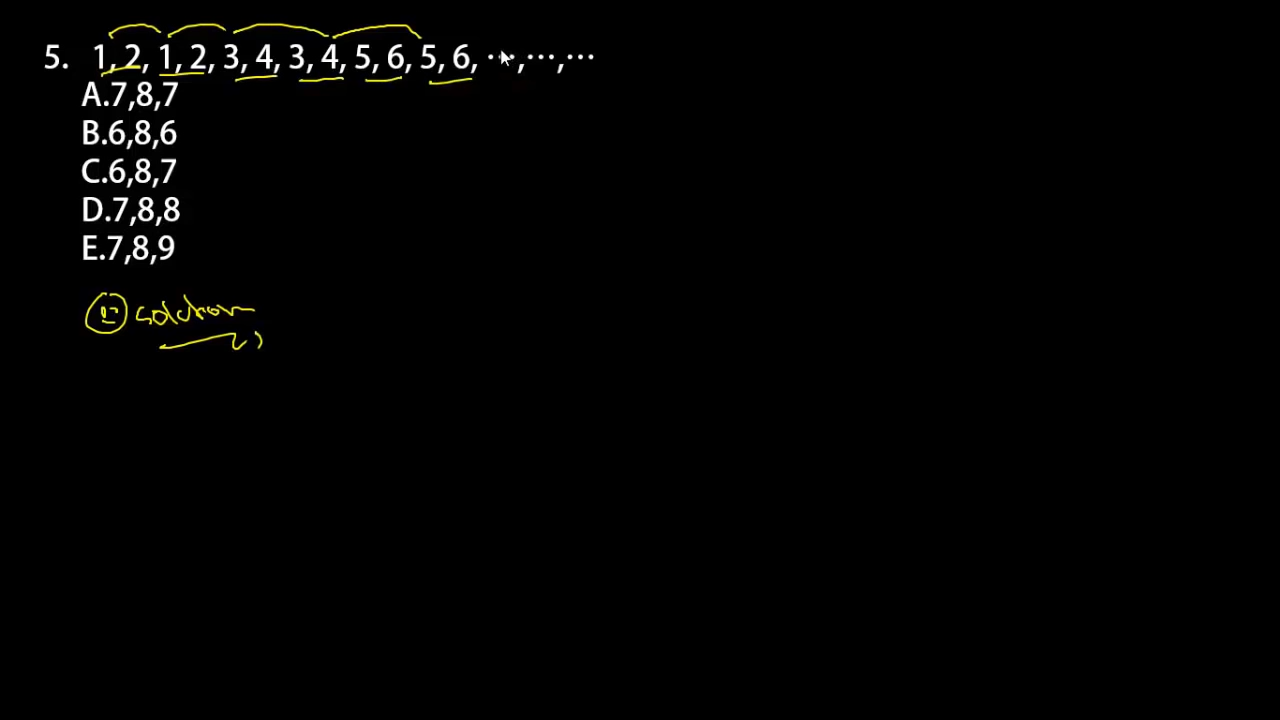 5. 1, 2, 1, 2, 3, 4, 3, 4, 5, 6, 5, 6, ...,...,...
A.7,8,7
B.6,8,6
C.6,8,7
D.7,8,8
E.7,8,9